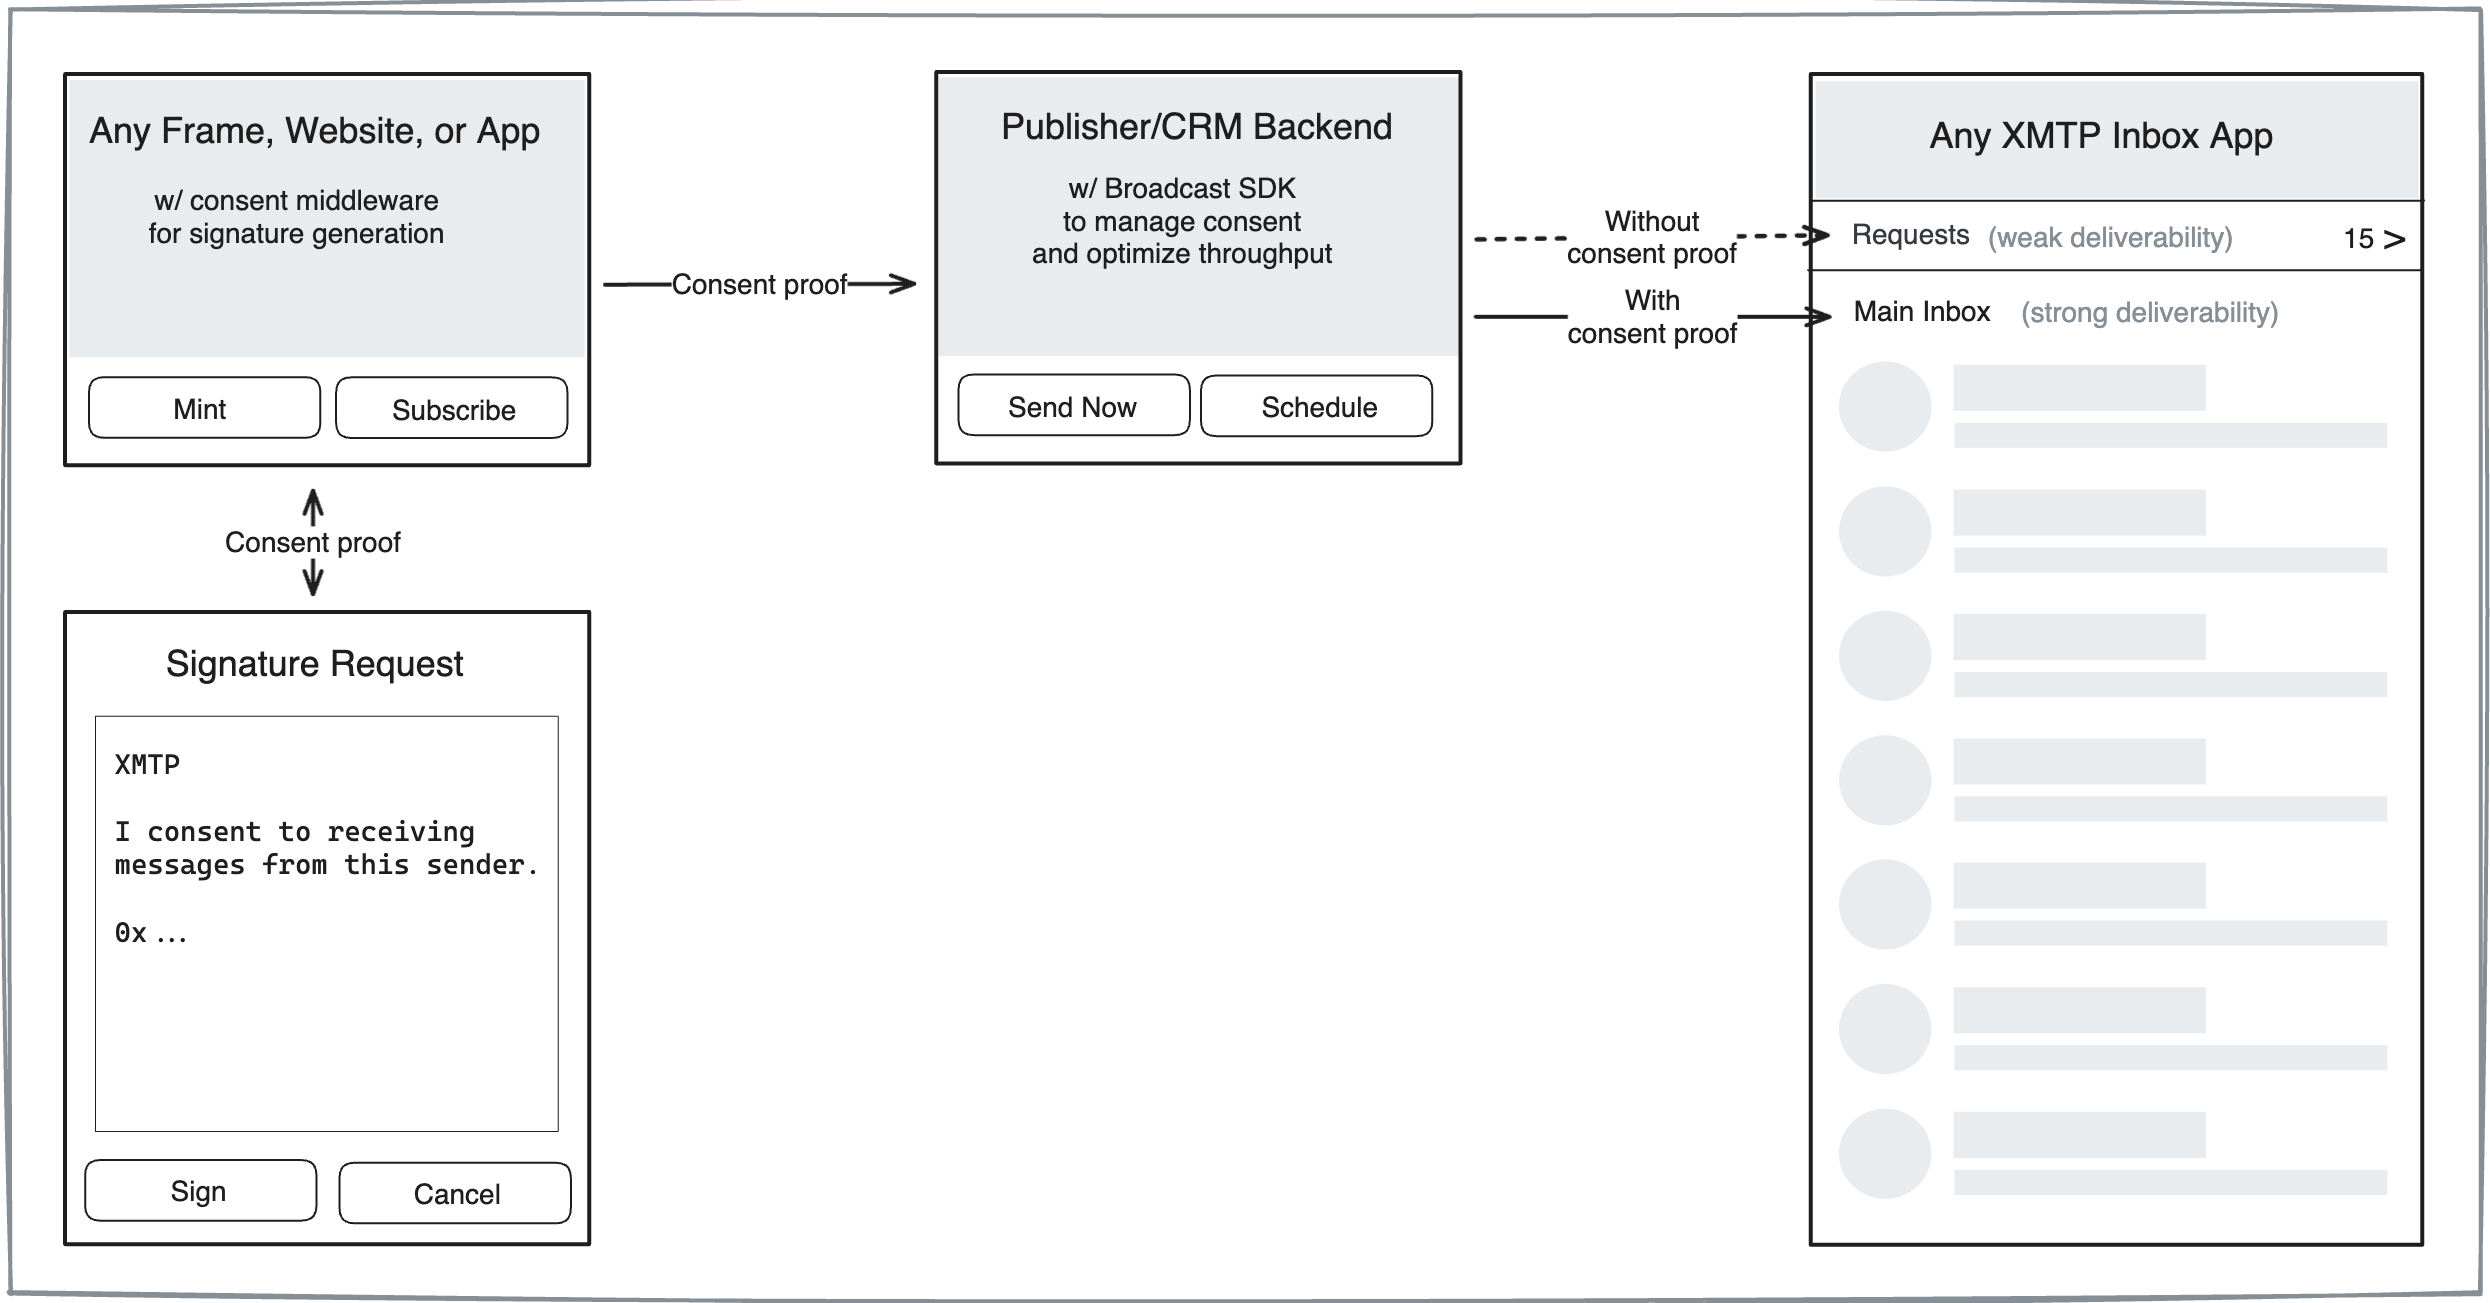 Any Frame, Website, or App
w/ consent middleware
for signature generation
Mint
Subscribe
Consent proof
Signature Request
XMTP
I consent to receiving
messages from this sender.
0x ...
Sign
Cancel
Consent proof
Publisher/CRM Backend
w/ Broadcast SDK
to manage consent
and optimize throughput
Send Now
Schedule
Without
consent proof
With
consent proof
Any XMTP Inbox App
Requests (weak deliverability) 15 >
Main Inbox (strong deliverability)